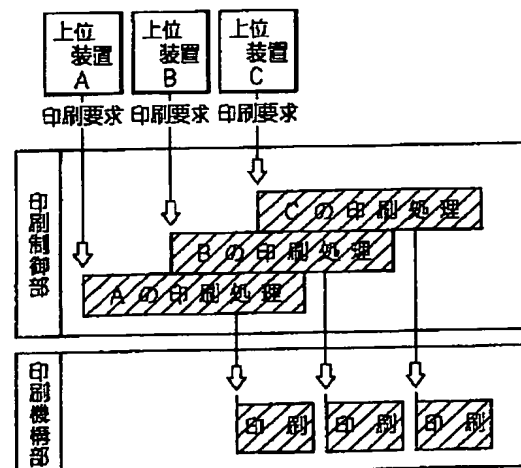 上位
装置
A
上位
装置
B
上位
装置
C
印刷要求
印刷要求
印刷要求
印刷制御部
Cの印刷処理
Bの印刷処理
Aの印刷処理
印刷機構部
印刷
印刷
印刷